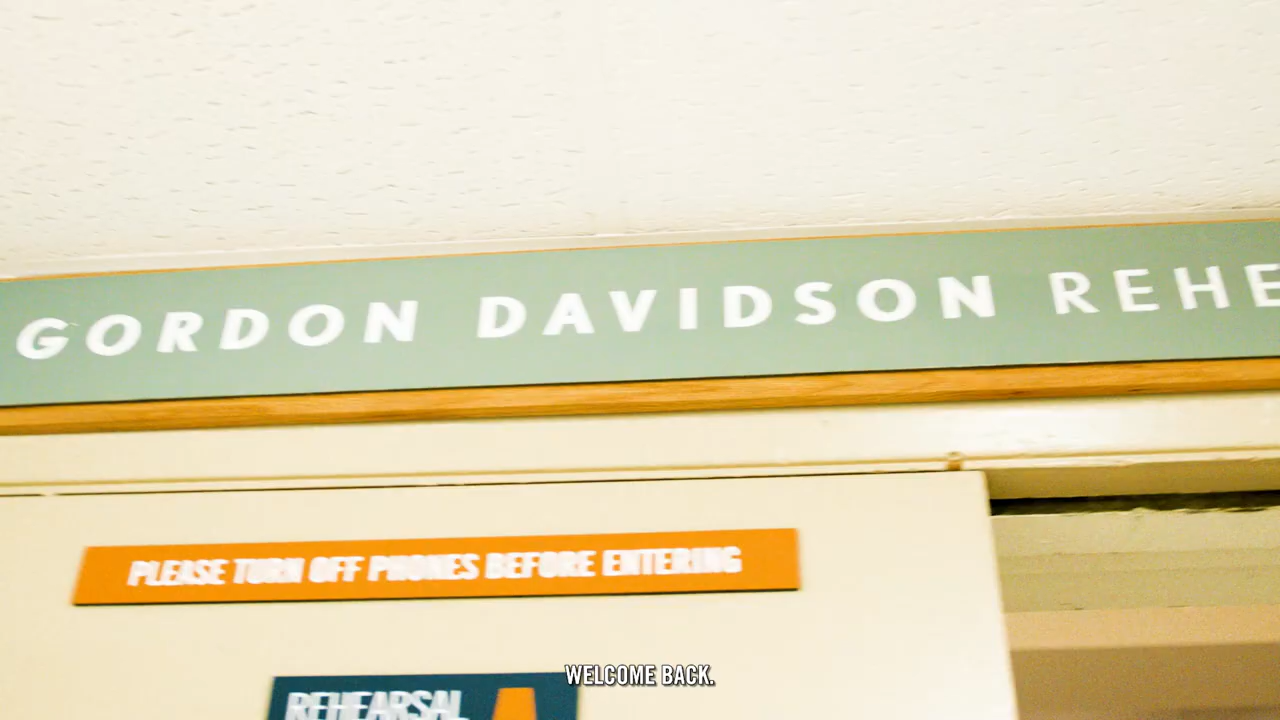 GORDON DAVIDSON REHE
PLEASE TURN OFF PHONES BEFORE ENTERING
REHEARSAL
WELCOME BACK.